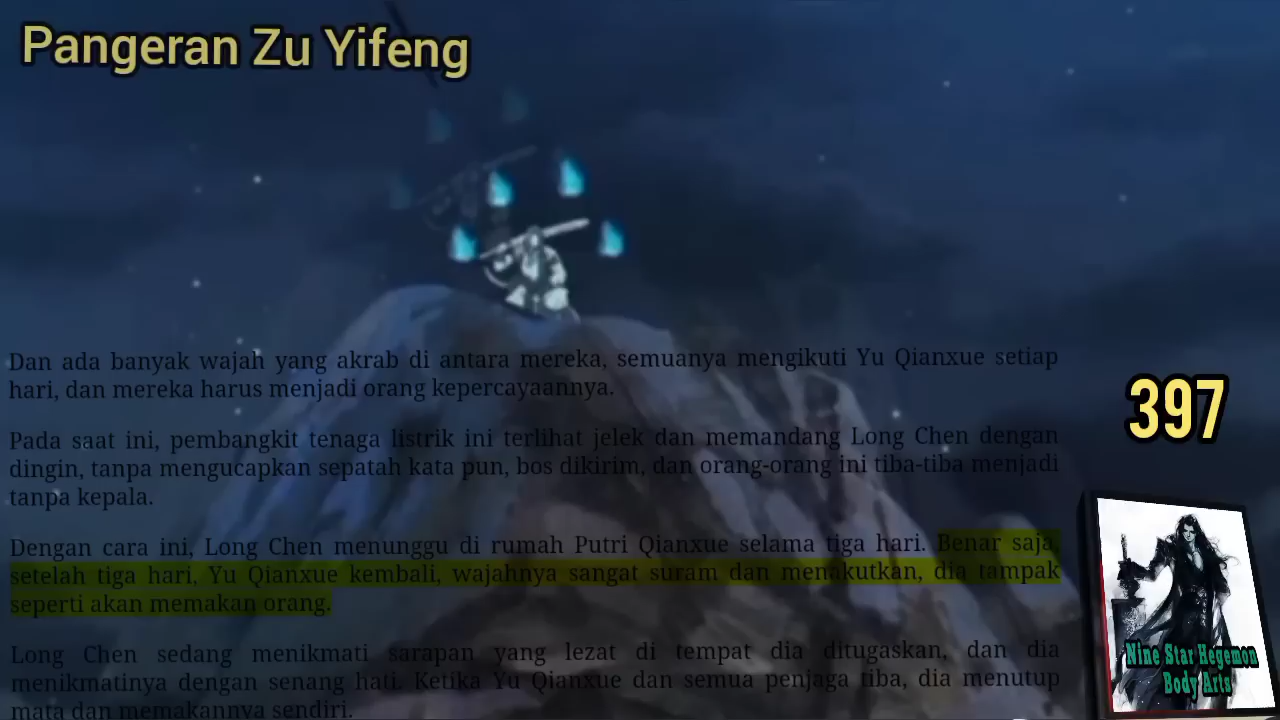 Pangeran Zu Yifeng
Dan ada banyak wajah yang akrab di antara mereka, semuanya mengikuti Yu Qianxue setiap
hari, dan mereka harus menjadi orang kepercayaannya.
Pada saat ini, pembangkit tenaga listrik ini terlihat jelek dan memandang Long Chen dengan
dingin, tanpa mengucapkan sepatah kata pun, bos dikirim, dan orang-orang ini tiba-tiba menjadi
tanpa kepala.
Dengan cara ini, Long Chen menunggu di rumah Putri Qianxue selama tiga hari. Benar saja,
setelah tiga hari, Yu Qianxue kembali, wajahnya sangat suram dan menakutkan, dia tampak
seperti akan memakan orang.
Long Chen sedang menikmati sarapan yang lezat di tempat dia ditugaskan, dan dia
menikmatinya dengan senang hati. Ketika Yu Qianxue dan semua penjaga tiba, dia menutup
mata dan memakannya sendiri.
397
Nine Star Hegemon
Body Arts